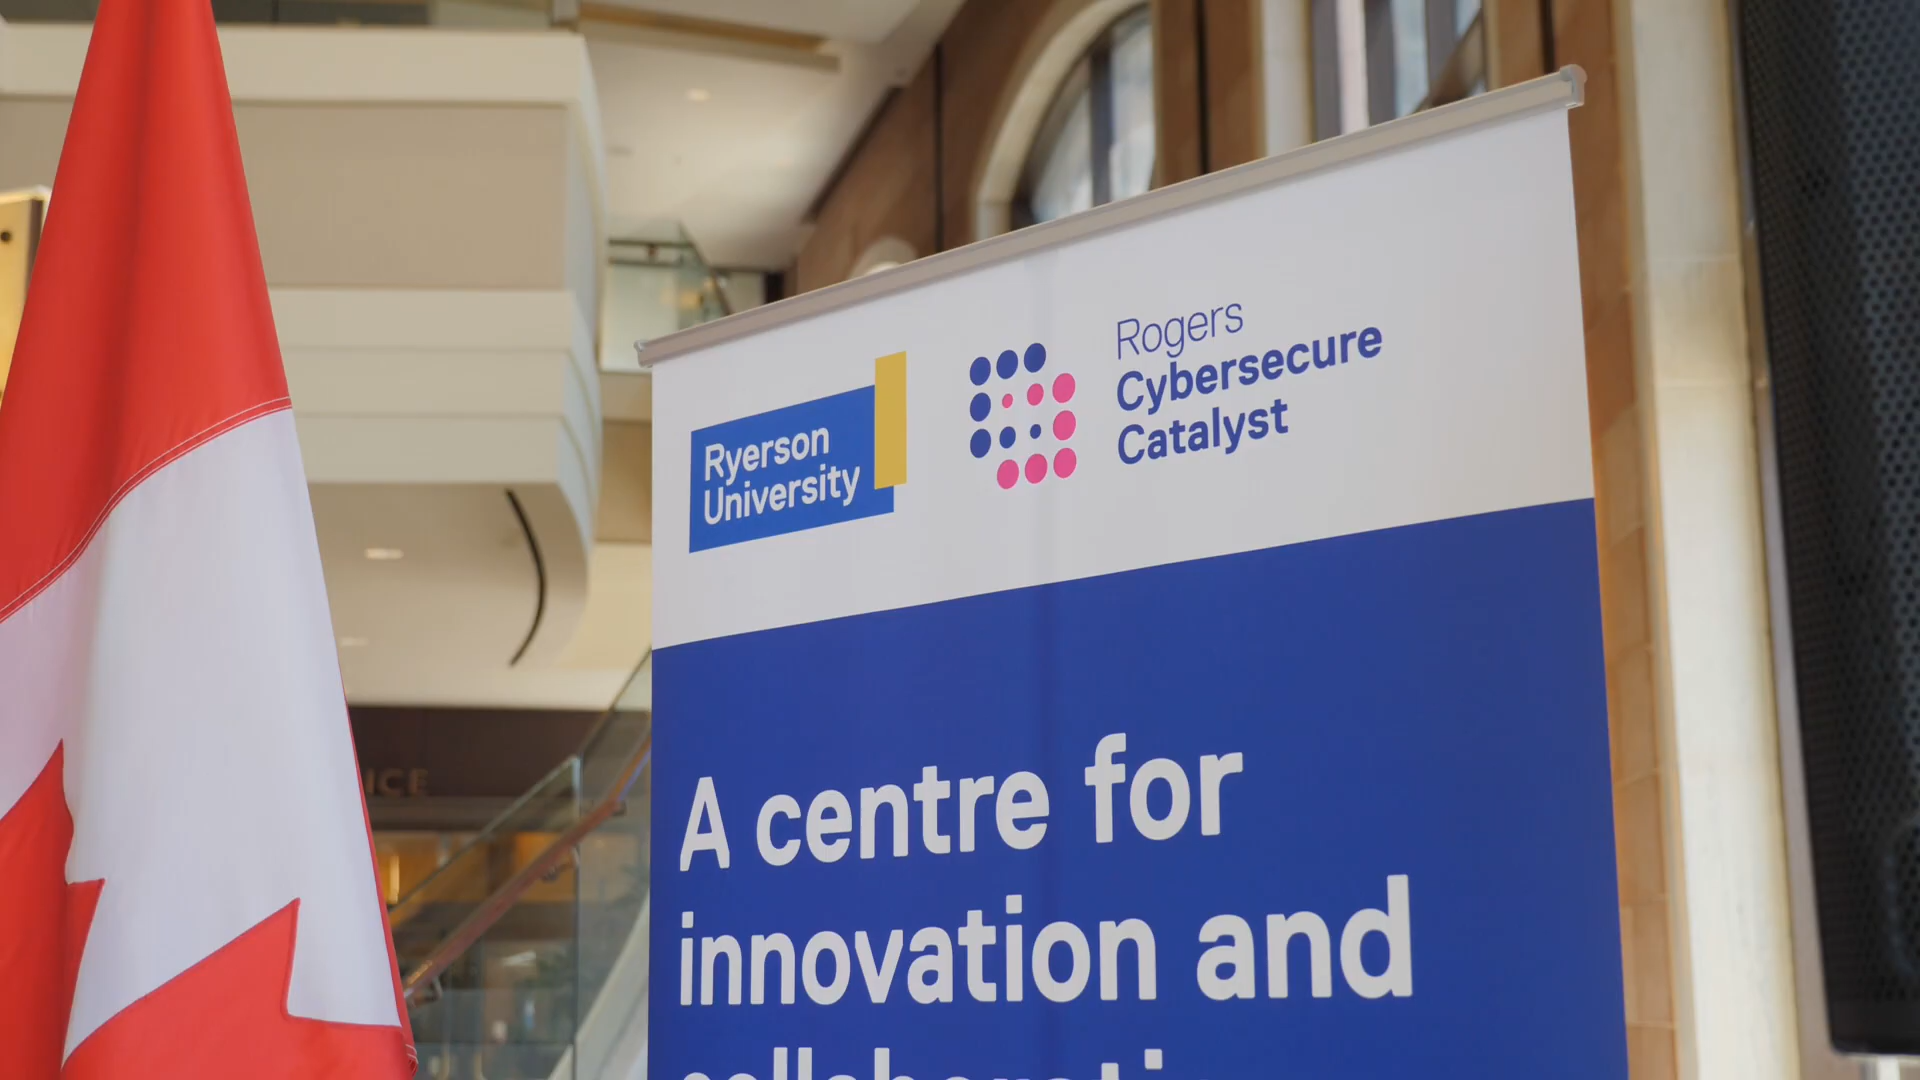 Ryerson
University
Rogers
Cybersecure
Catalyst
A centre for
innovation and